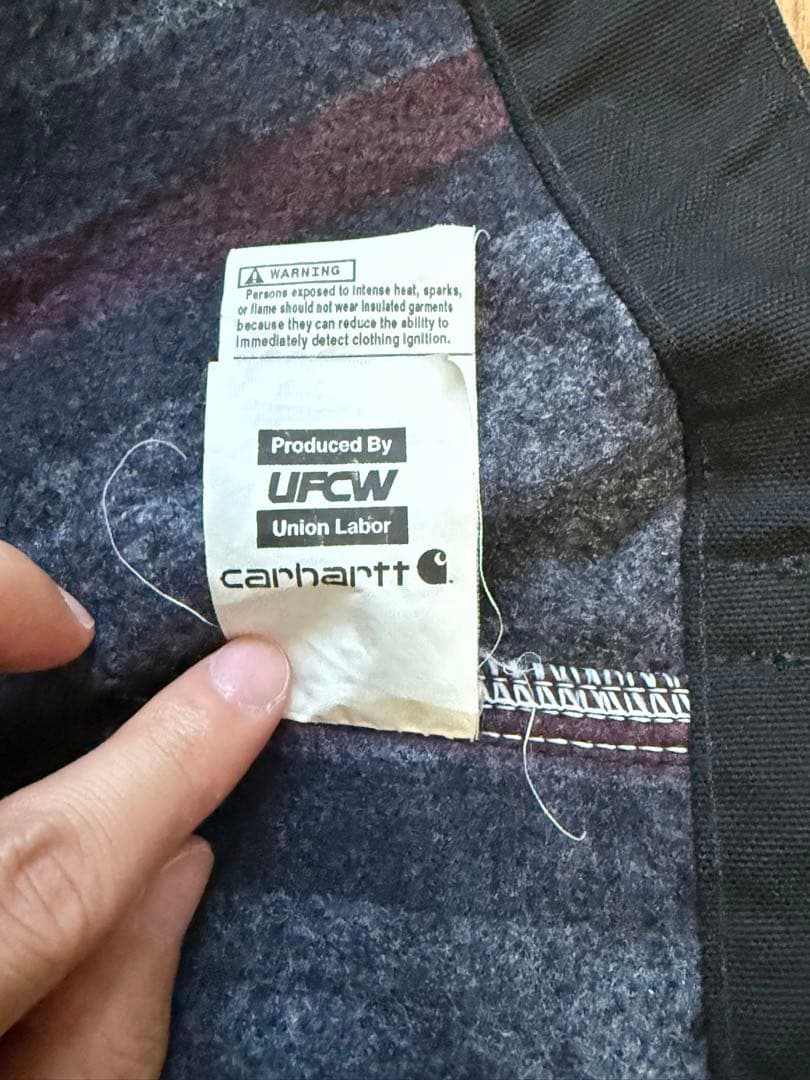 WARNING
Persons exposed to intense heat, sparks,
or flame should not wear insulated garments
because they can reduce the ability to
immediately detect clothing ignition.
Produced By
UFCW
Union Labor
carhartt